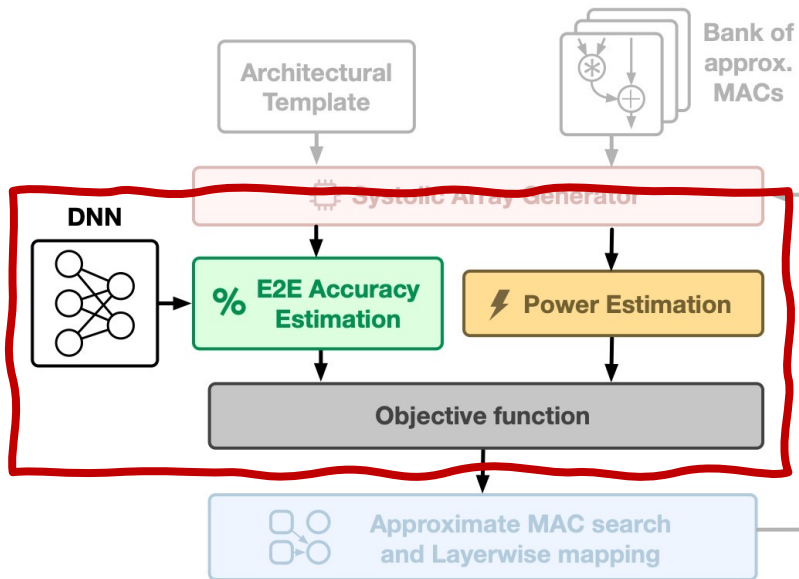 Architectural
Template
Bank of
approx.
MACs
Systolic Array Generator
DNN
% E2E Accuracy
Estimation
Power Estimation
Objective function
Approximate MAC search
and Layerwise mapping